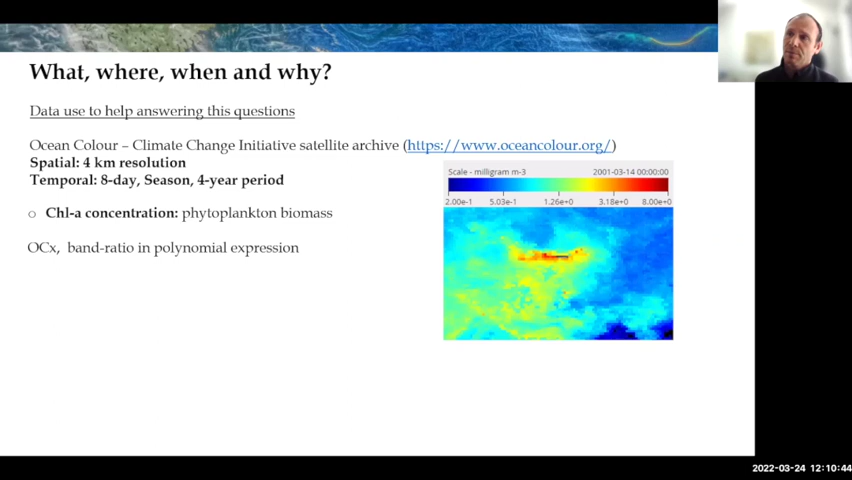 What, where, when and why?
Data use to help answering this questions
Ocean Colour – Climate Change Initiative satellite archive (https://www.oceancolour.org/)
Spatial: 4 km resolution
Temporal: 8-day, Season, 4-year period
Scale - milligram m-3 2001-03-14 00:00:00
2.00e-1 5.03e-1 1.26e+0 3.18e+0 8.00e+0
o Chl-a concentration: phytoplankton biomass
OCx, band-ratio in polynomial expression
2022-03-24 12:10:44